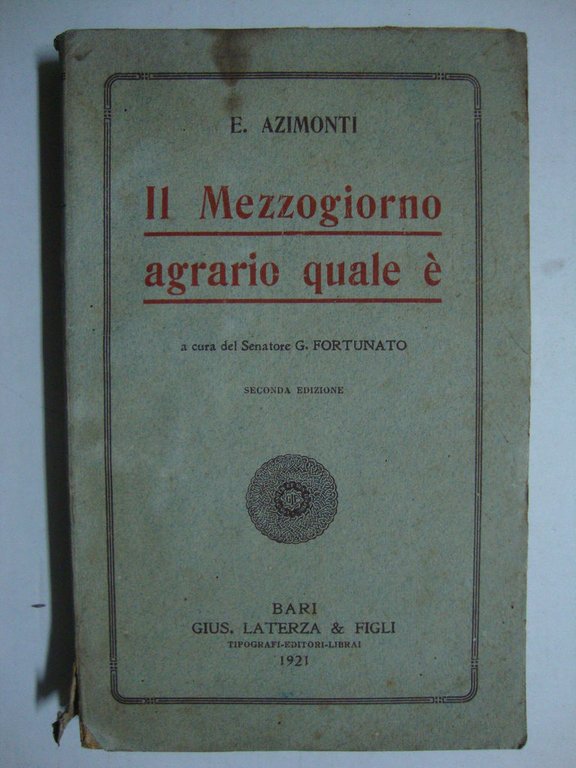 E. AZIMONTI
Il Mezzogiorno
agrario quale è
a cura del Senatore G. FORTUNATO
SECONDA EDIZIONE
BARI
GIUS. LATERZA & FIGLI
TIPOGRAFI-EDITORI-LIBRAI
1921